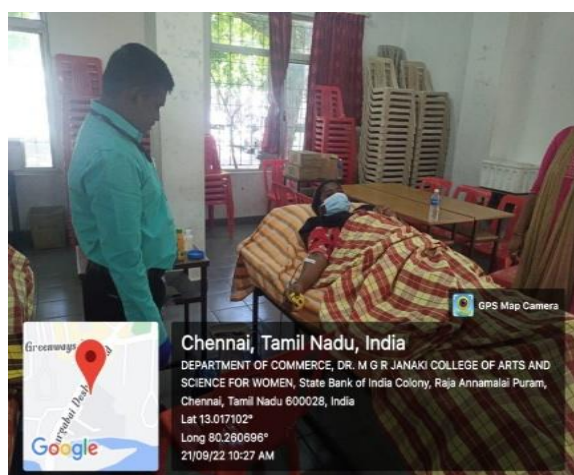 GPS Map Camera
Greenways
Google
Chennai, Tamil Nadu, India
DEPARTMENT OF COMMERCE, DR. M G R JANAKI COLLEGE OF ARTS AND
SCIENCE FOR WOMEN, State Bank of India Colony, Raja Annamalai Puram,
Chennai, Tamil Nadu 600028, India
Lat 13.017102°
Long 80.260696°
21/09/22 10:27 AM